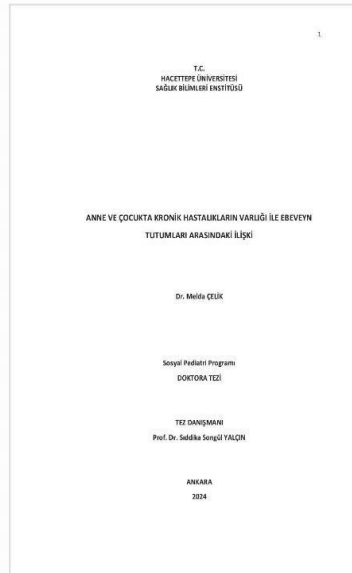 1
T.C.
HACETTEPE ÜNİVERSİTESİ
SAĞLIK BİLİMLERİ ENSTİTÜSÜ
ANNE VE ÇOCUKTA KRONİK HASTALIKLARIN VARLIĞI İLE EBEVEYN
TUTUMLARI ARASINDAKİ İLİŞKİ
Dr. Melda ÇELİK
Sosyal Pediatri Programı
DOKTORA TEZİ
TEZ DANIŞMANI
Prof. Dr. Sıddika Songül YALÇIN
ANKARA
2024